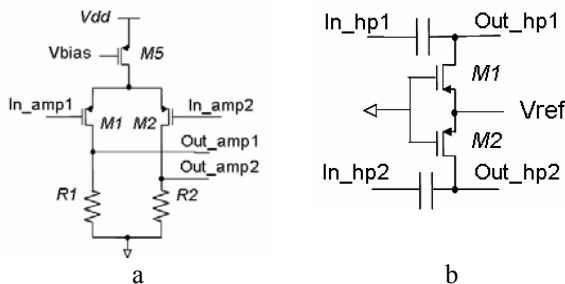 Vdd
Vbias
M5
In_amp1
M1
M2
In_amp2
Out_amp1
Out_amp2
R1
R2
a
In_hp1
Out_hp1
M1
Vref
M2
In_hp2
Out_hp2
b